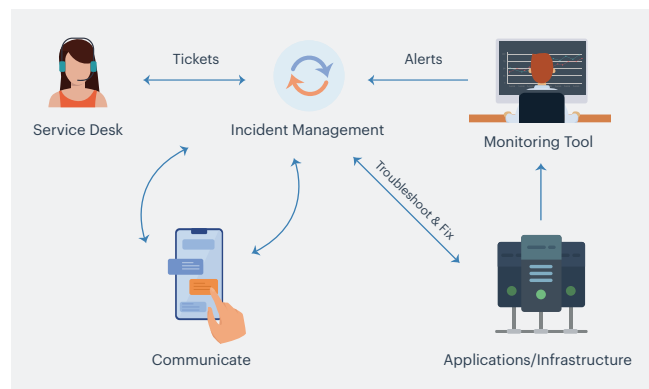 Tickets
Alerts
Service Desk
Incident Management
Monitoring Tool
Troubleshoot & Fix
Communicate
Applications/Infrastructure